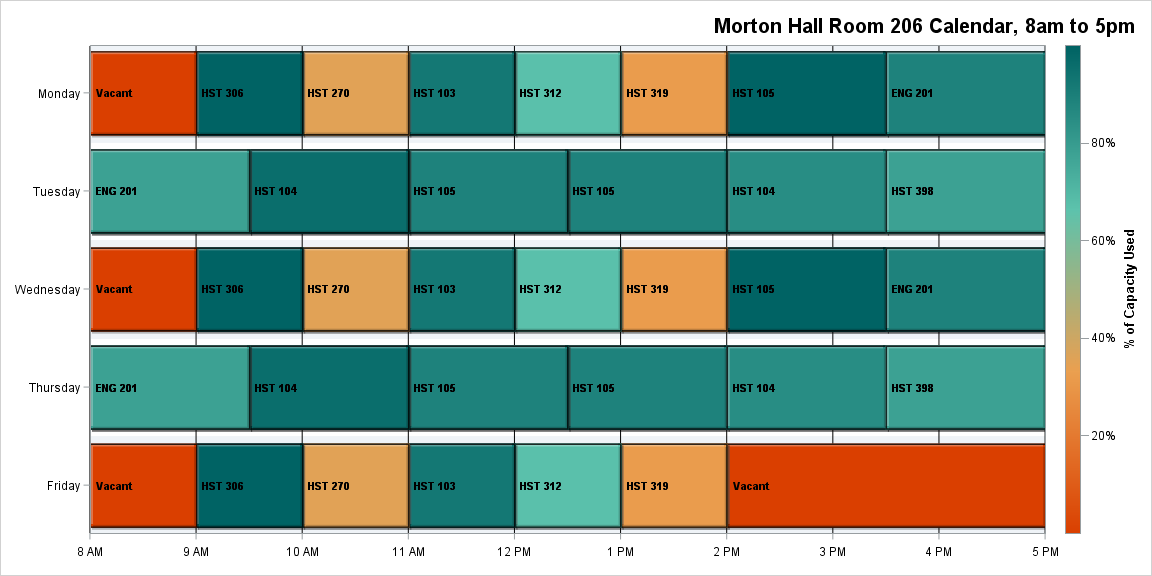 Morton Hall Room 206 Calendar, 8am to 5pm
Monday
Vacant
HST 306
HST 270
HST 103
HST 312
HST 319
HST 105
ENG 201
Tuesday
ENG 201
HST 104
HST 105
HST 105
HST 104
HST 398
Wednesday
Vacant
HST 306
HST 270
HST 103
HST 312
HST 319
HST 105
ENG 201
Thursday
ENG 201
HST 104
HST 105
HST 105
HST 104
HST 398
Friday
Vacant
HST 306
HST 270
HST 103
HST 312
HST 319
Vacant
8 AM
9 AM
10 AM
11 AM
12 PM
1 PM
2 PM
3 PM
4 PM
5 PM
80%
60%
40%
20%
% of Capacity Used